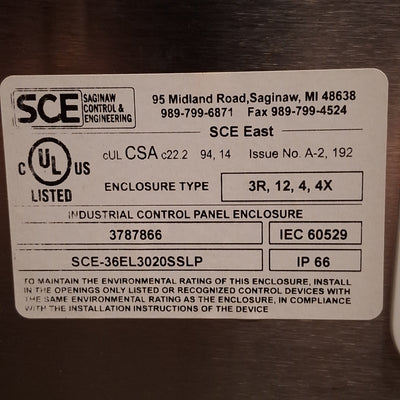 SCE SAGINAW CONTROL & ENGINEERING
95 Midland Road,Saginaw, MI 48638
989-799-6871 Fax 989-799-4524
SCE East
C UL US LISTED
cUL CSA c22.2 94, 14 Issue No. A-2, 192
ENCLOSURE TYPE 3R, 12, 4, 4X
INDUSTRIAL CONTROL PANEL ENCLOSURE
3787866 IEC 60529
SCE-36EL3020SSLP IP 66
TO MAINTAIN THE ENVIRONMENTAL RATING OF THIS ENCLOSURE, INSTALL
IN THE OPENINGS ONLY LISTED OR RECOGNIZED CONTROL DEVICES WITH
THE SAME ENVIRONMENTAL RATING AS THE ENCLOSURE, IN COMPLIANCE
WITH THE INSTALLATION INSTRUCTIONS OF THE DEVICE